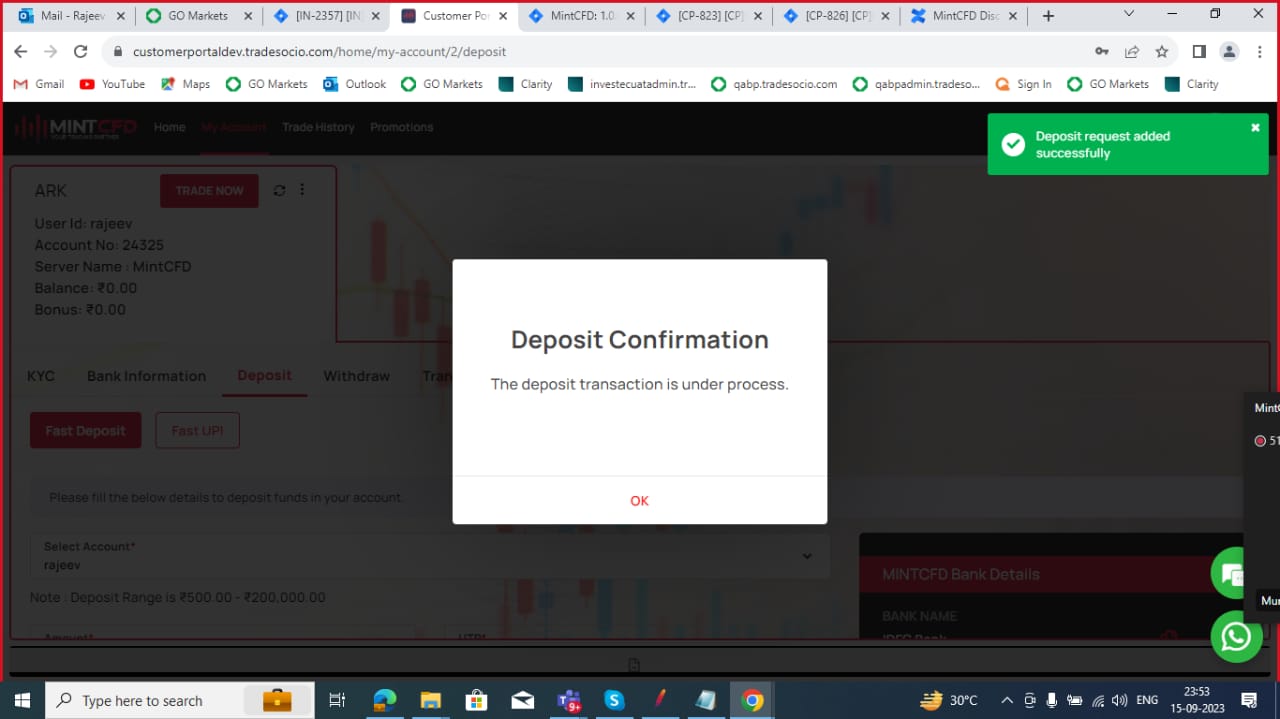 Mail - Rajeev
GO Markets
[IN-2357] [IN
Customer Por
MintCFD: 1.0.
[CP-823] [CP]
[CP-826] [CP]
MintCFD Disc
customerportaldev.tradesocio.com/home/my-account/2/deposit
Gmail
YouTube
Maps
GO Markets
Outlook
GO Markets
Clarity
investecuatadmin.tr...
qabp.tradesocio.com
qabpadmin.tradeso...
Sign In
GO Markets
Clarity
MINTCFD
YOUR TRADING PARTNER
Home
My Account
Trade History
Promotions
Deposit request added
successfully
ARK
TRADE NOW
User Id: rajeev
Account No: 24325
Server Name : MintCFD
Balance: ₹0.00
Bonus: ₹0.00
Deposit Confirmation
The deposit transaction is under process.
OK
KYC
Bank Information
Deposit
Withdraw
Tran
Fast Deposit
Fast UPI
Please fill the below details to deposit funds in your account.
Select Account*
rajeev
Note : Deposit Range is ₹500.00 - ₹200,000.00
Amount*
UTR*
MINTCFD Bank Details
BANK NAME
IDFC Bank
MintC
51
Mur
Type here to search
9+
30°C
ENG
23:53
15-09-2023